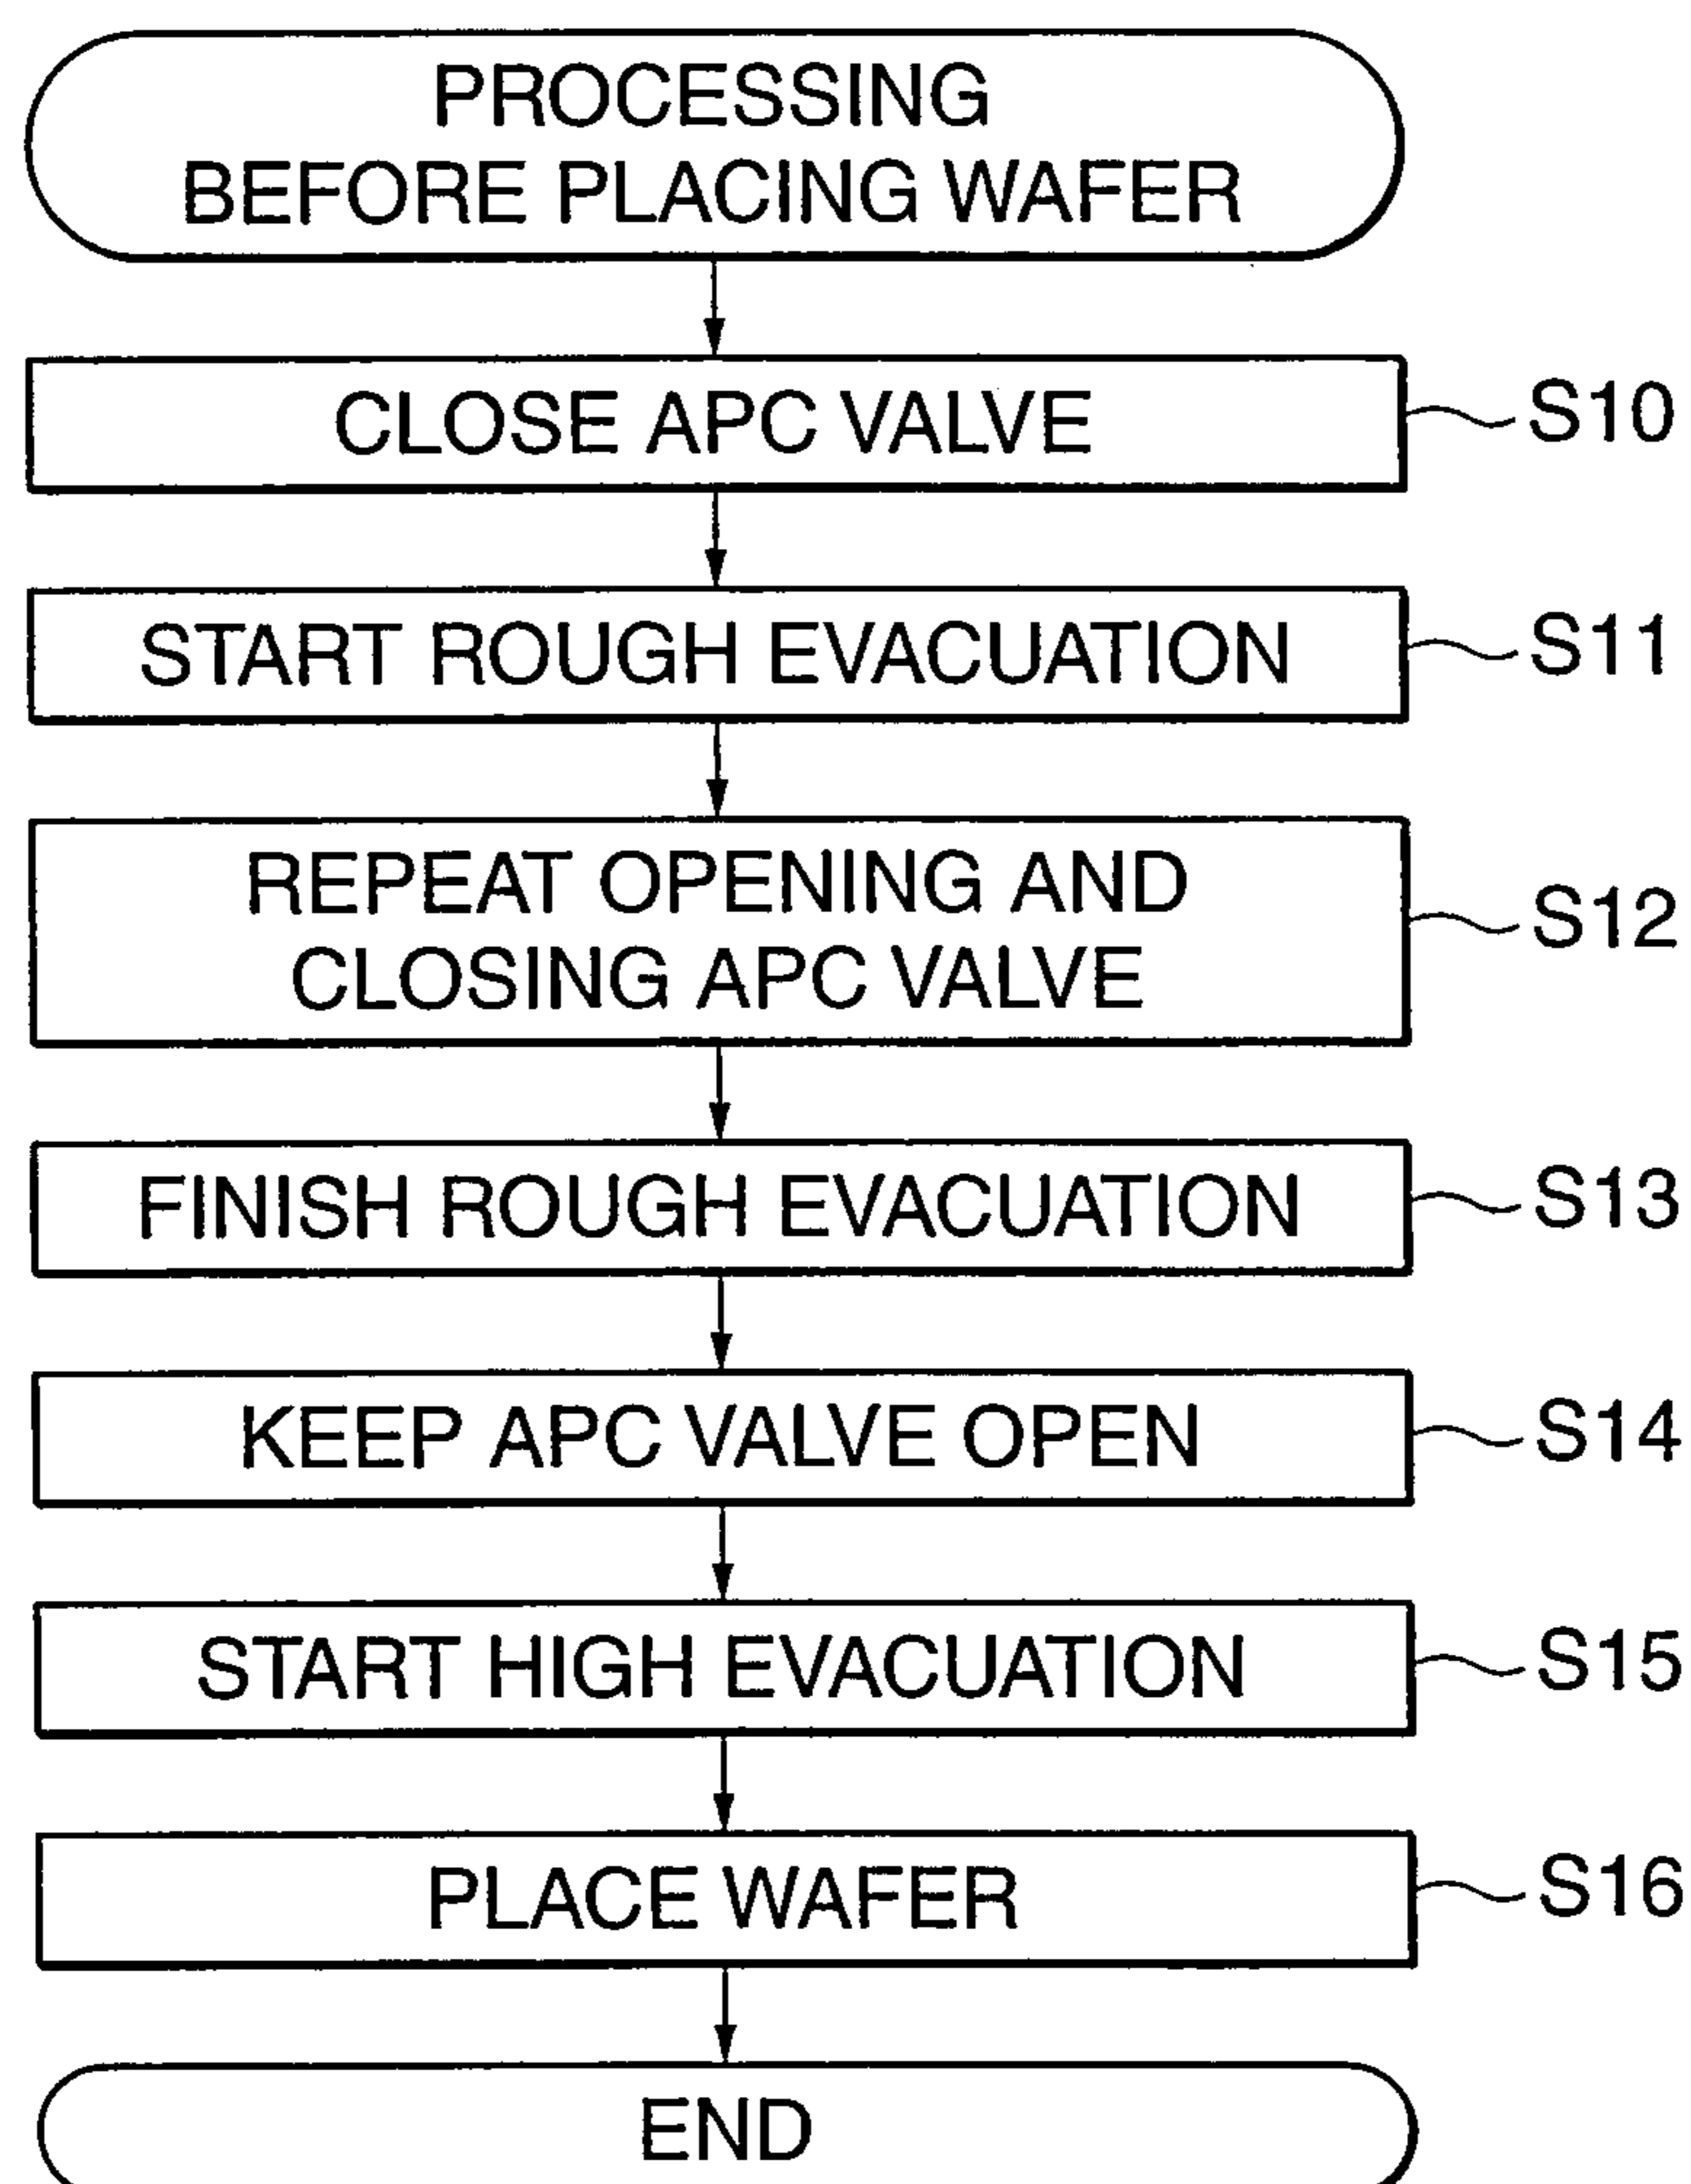 PROCESSING
BEFORE PLACING WAFER
CLOSE APC VALVE
S10
START ROUGH EVACUATION
S11
REPEAT OPENING AND
CLOSING APC VALVE
S12
FINISH ROUGH EVACUATION
S13
KEEP APC VALVE OPEN
S14
START HIGH EVACUATION
S15
PLACE WAFER
S16
END